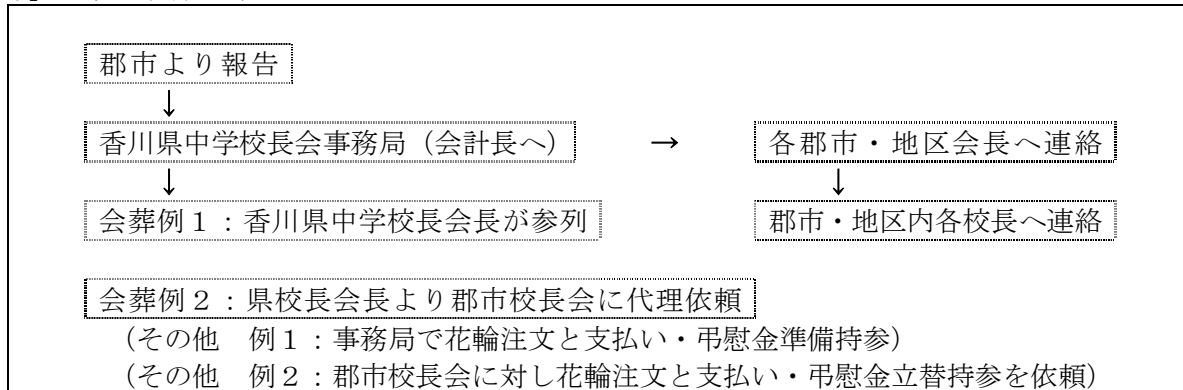 郡市より報告
↓
香川県中学校長会事務局（会計長へ） → 各郡市・地区会長へ連絡
↓ ↓
会葬例１：香川県中学校長会長が参列 郡市・地区内各校長へ連絡
会葬例２：県校長会長より郡市校長会に代理依頼
（その他　例１：事務局で花輪注文と支払い・弔慰金準備持参）
（その他　例２：郡市校長会に対し花輪注文と支払い・弔慰金立替持参を依頼）